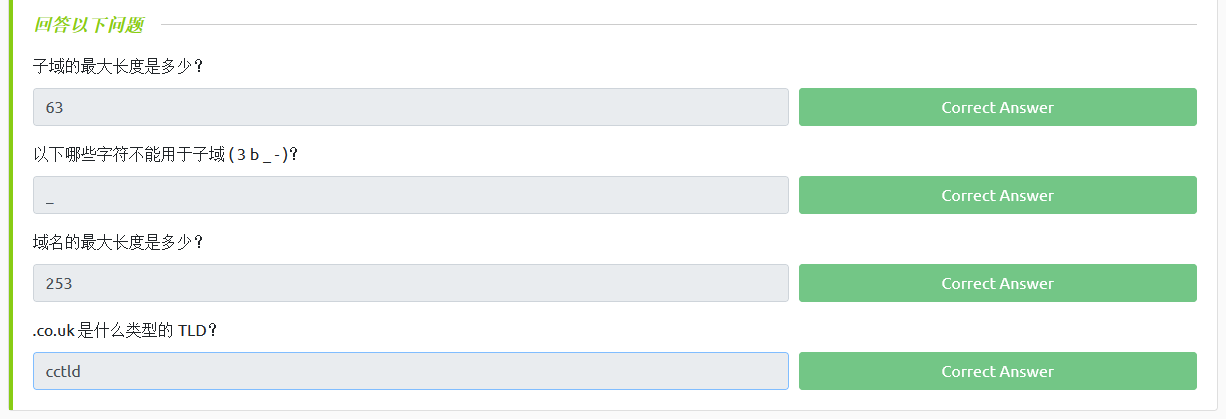 回答以下问题
子域的最大长度是多少？
63 Correct Answer
以下哪些字符不能用于子域 ( 3 b _ - )？
_ Correct Answer
域名的最大长度是多少？
253 Correct Answer
.co.uk 是什么类型的 TLD？
cctld Correct Answer